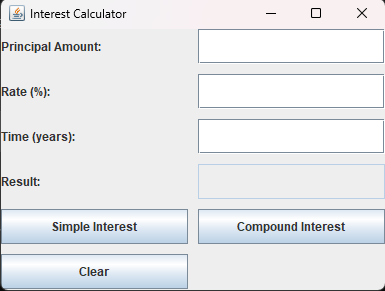 Interest Calculator
Principal Amount:
Rate (%):
Time (years):
Result:
Simple Interest Compound Interest
Clear